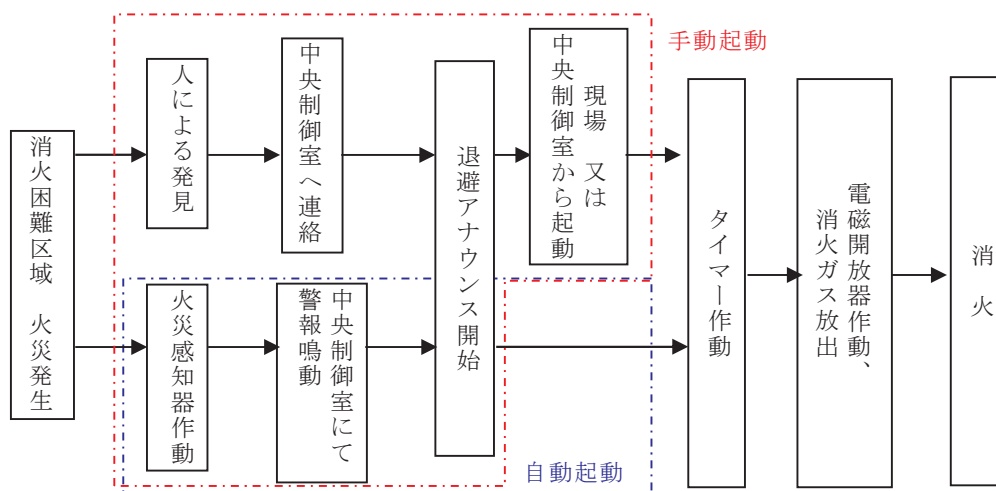 手動起動
消火困難区域 火災発生
人による発見
中央制御室へ連絡
退避アナウンス開始
現場 又は
中央制御室から起動
火災感知器作動
中央制御室にて
警報鳴動
自動起動
タイマー作動
電磁開放器作動、
消火ガス放出
消 火